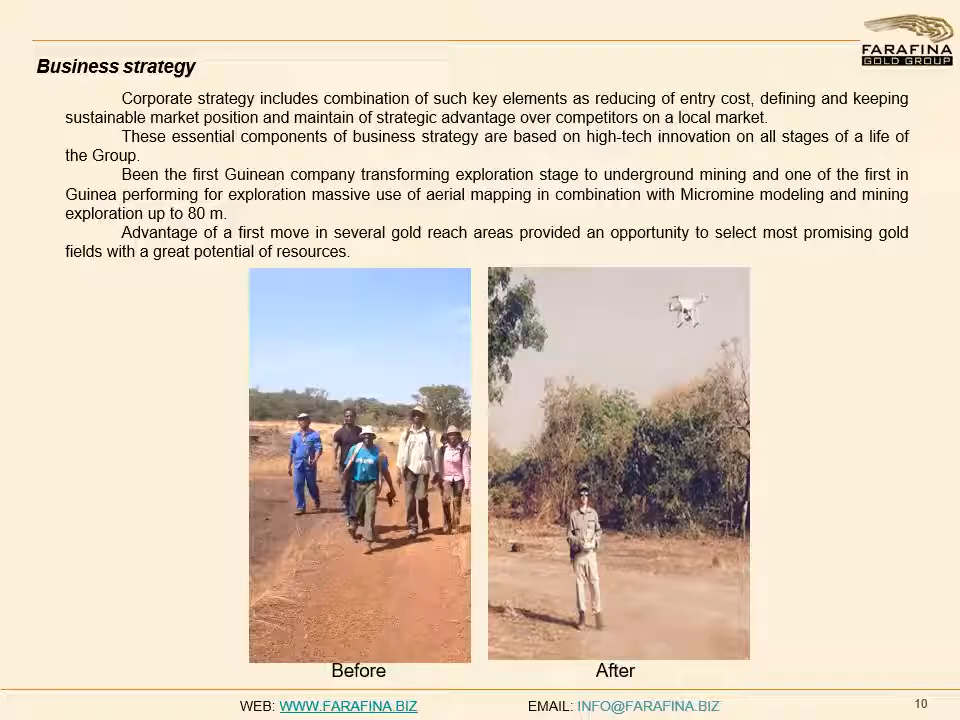 FARAFINA
GOLD GROUP
Business strategy
Corporate strategy includes combination of such key elements as reducing of entry cost, defining and keeping
sustainable market position and maintain of strategic advantage over competitors on a local market.
These essential components of business strategy are based on high-tech innovation on all stages of a life of
the Group.
Been the first Guinean company transforming exploration stage to underground mining and one of the first in
Guinea performing for exploration massive use of aerial mapping in combination with Micromine modeling and mining
exploration up to 80 m.
Advantage of a first move in several gold reach areas provided an opportunity to select most promising gold
fields with a great potential of resources.
Before
After
WEB: WWW.FARAFINA.BIZ
EMAIL: INFO@FARAFINA.BIZ
10